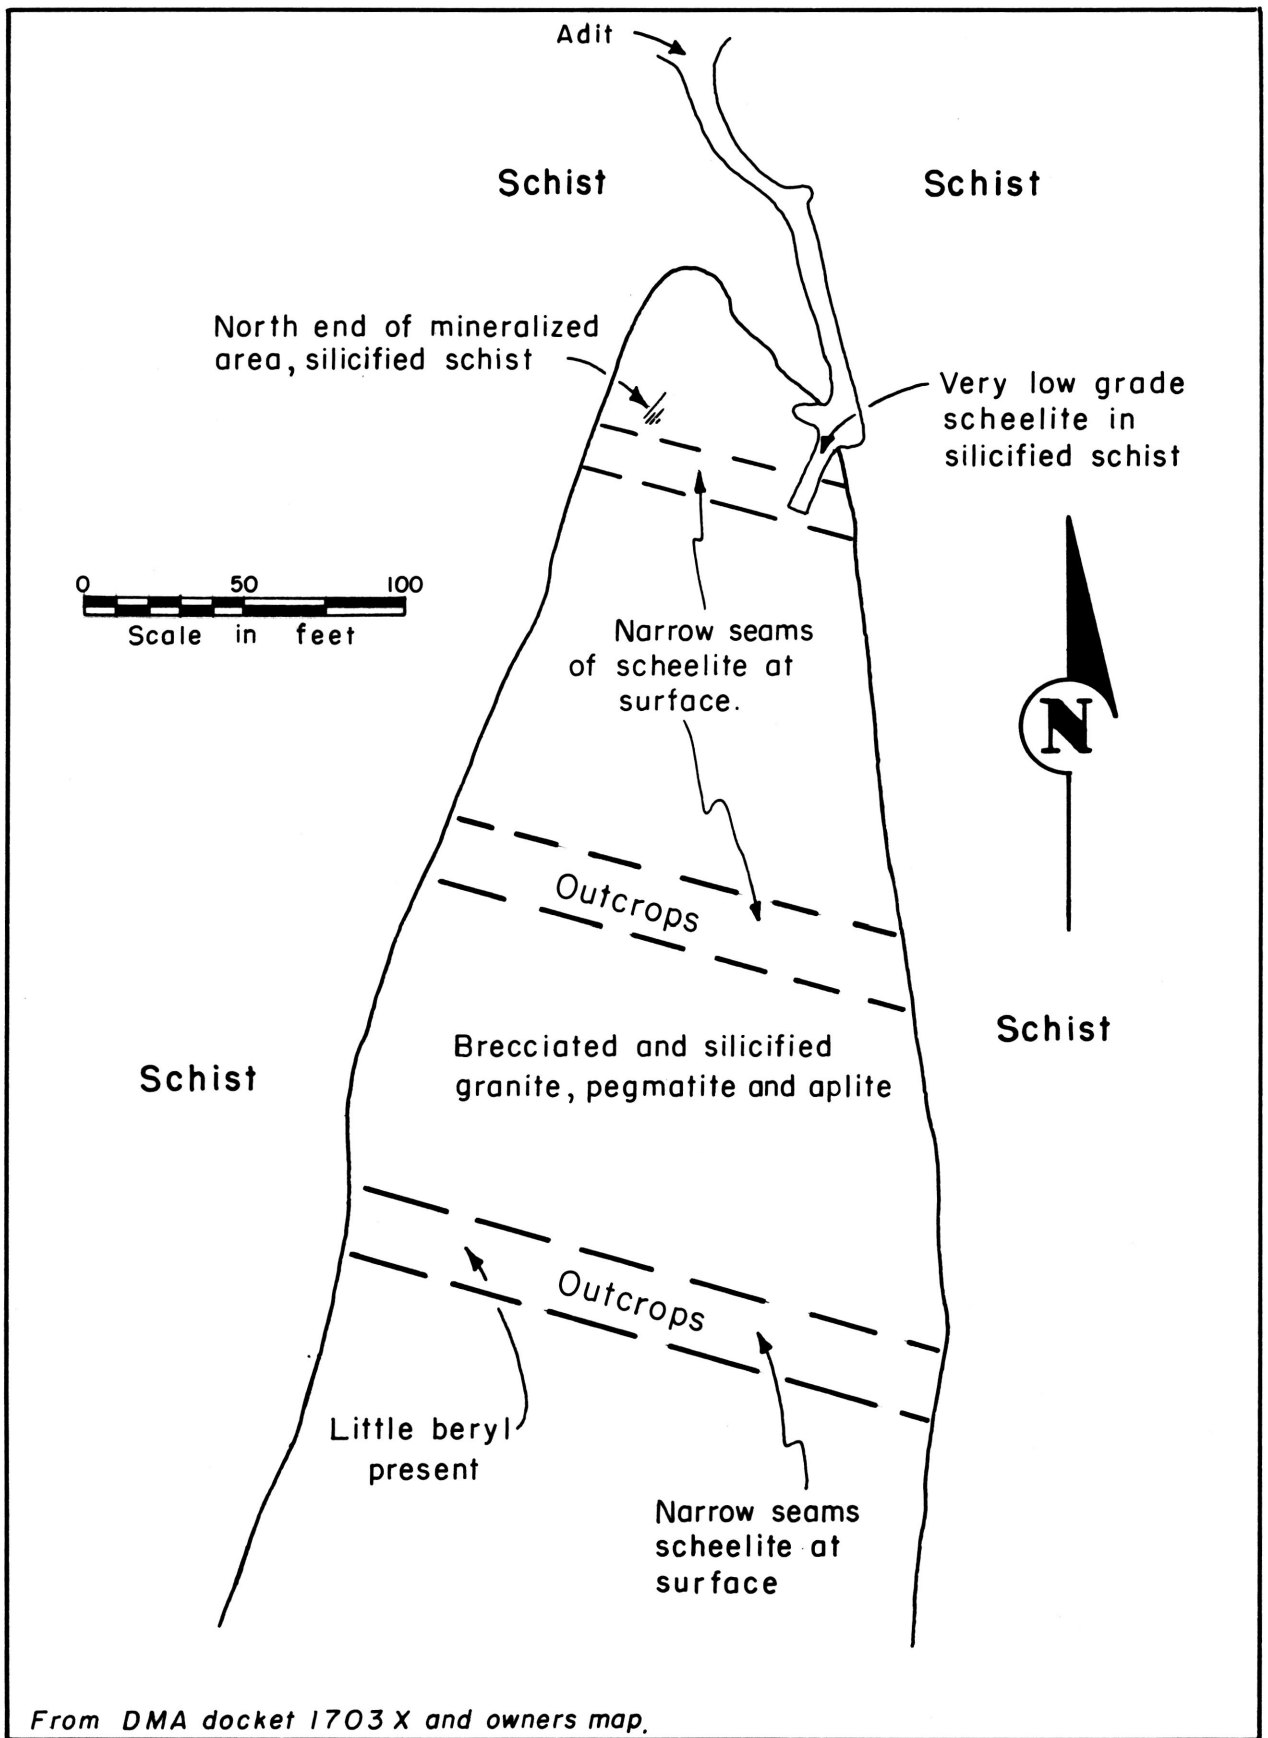 Adit
Schist
Schist
North end of mineralized
area, silicified schist
Very low grade
scheelite in
silicified schist
0 50 100
Scale in feet
Narrow seams
of scheelite at
surface.
N
Outcrops
Schist
Brecciated and silicified
granite, pegmatite and aplite
Schist
Outcrops
Little beryl
present
Narrow seams
scheelite at
surface
From DMA docket 1703 X and owners map.